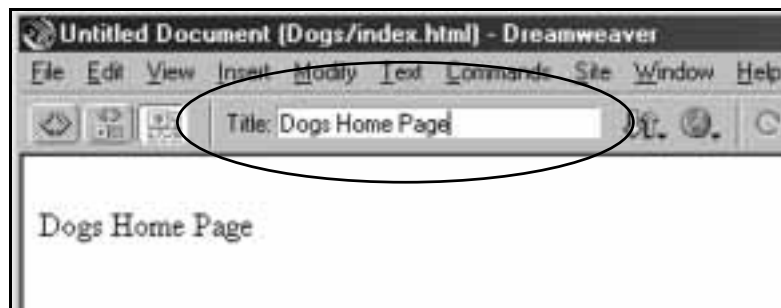 Untitled Document (Dogs/index.html) - Dreamweaver
File Edit View Insert Modify Text Commands Site Window Help
Title: Dogs Home Page
Dogs Home Page